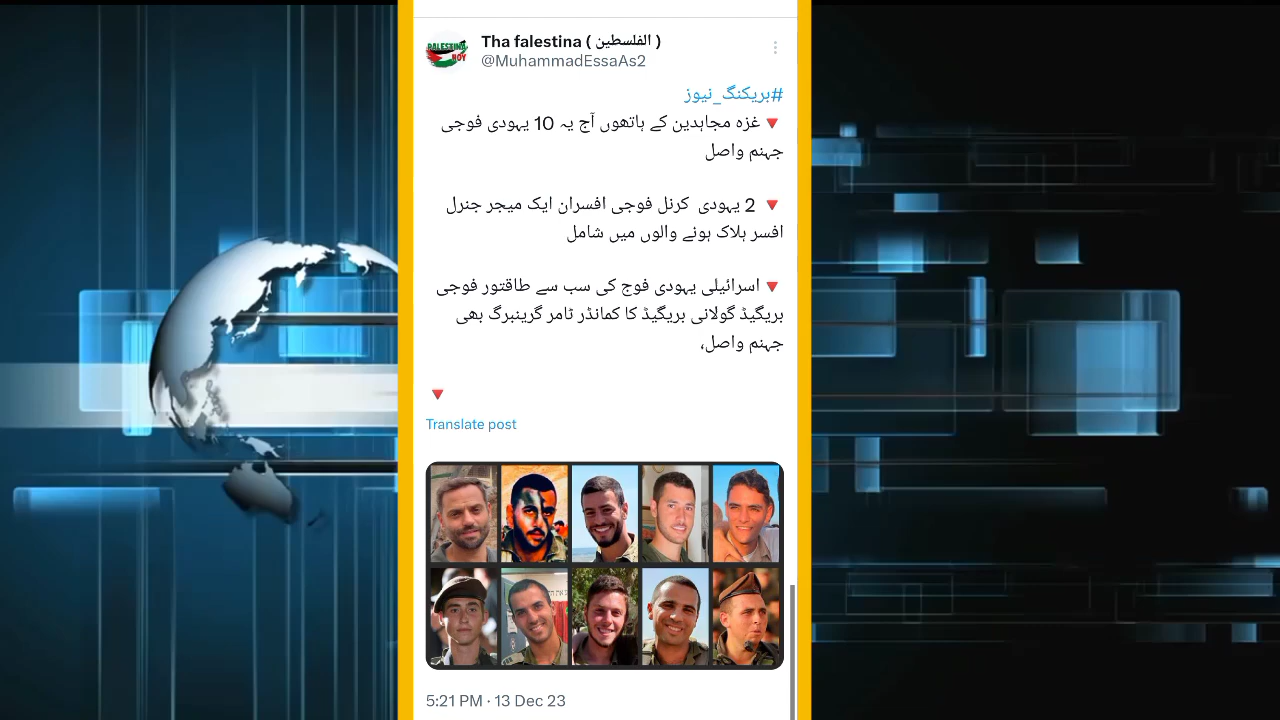 Tha falestina ( الفلسطين )
@MuhammadEssaAs2
#بریکنگ_نیوز
🔻غزہ مجاہدین کے ہاتھوں آج یہ 10 یہودی فوجی
جہنم واصل
🔻 2 یہودی کرنل فوجی افسران ایک میجر جنرل
افسر ہلاک ہونے والوں میں شامل
🔻اسرائیلی یہودی فوج کی سب سے طاقتور فوجی
بریگیڈ گولانی بریگیڈ کا کمانڈر ٹامر گرینبرگ بھی
جہنم واصل،
🔻
Translate post
5:21 PM · 13 Dec 23